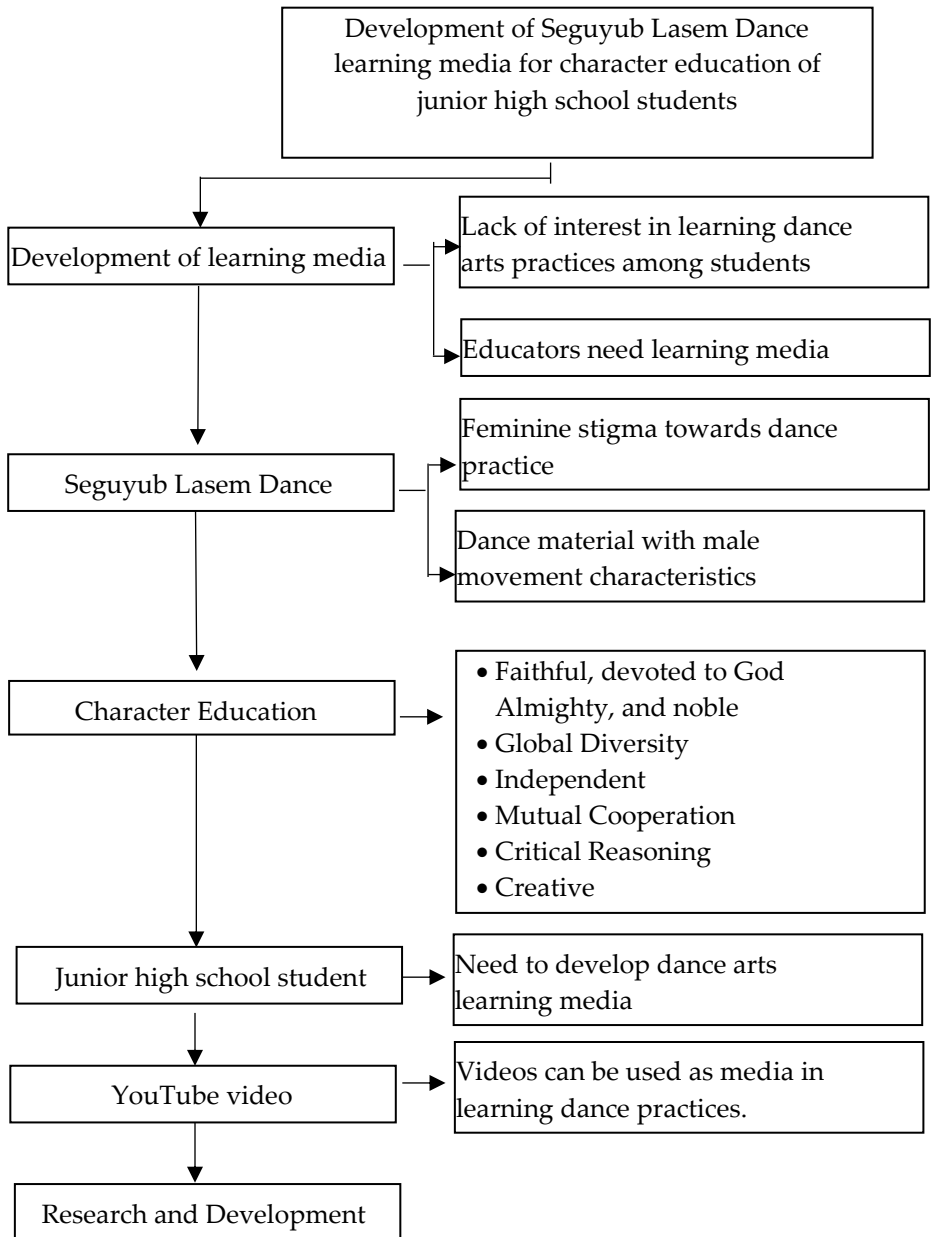 Development of Seguyub Lasem Dance
learning media for character education of
junior high school students
Development of learning media
Lack of interest in learning dance
arts practices among students
Educators need learning media
Feminine stigma towards dance
practice
Seguyub Lasem Dance
Dance material with male
movement characteristics
Character Education
• Faithful, devoted to God
Almighty, and noble
• Global Diversity
• Independent
• Mutual Cooperation
• Critical Reasoning
• Creative
Junior high school student
Need to develop dance arts
learning media
YouTube video
Videos can be used as media in
learning dance practices.
Research and Development